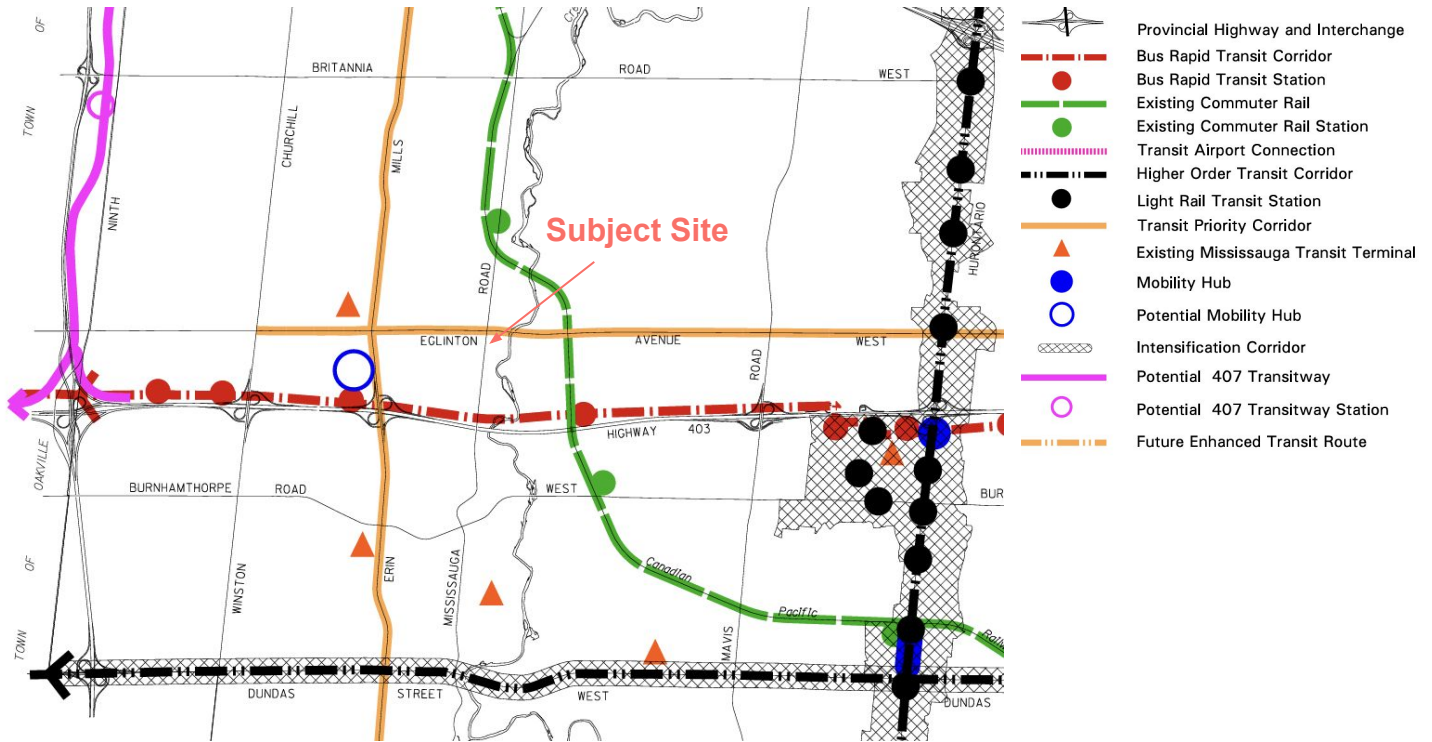 OF
TOWN
BRITANNIA
ROAD
WEST
CHURCHILL
MILLS
NINTH
HURONTARIO
Subject Site
ROAD
EGLINTON
AVENUE
WEST
ROAD
HIGHWAY
403
OAKVILLE
BURNHAMTHORPE
ROAD
WEST
BUR
OF
WINSTON
ERIN
MISSISSAUGA
Canadian
Pacific
MAVIS
TOWN
DUNDAS
STREET
WEST
DUNDAS
Provincial Highway and Interchange
Bus Rapid Transit Corridor
Bus Rapid Transit Station
Existing Commuter Rail
Existing Commuter Rail Station
Transit Airport Connection
Higher Order Transit Corridor
Light Rail Transit Station
Transit Priority Corridor
Existing Mississauga Transit Terminal
Mobility Hub
Potential Mobility Hub
Intensification Corridor
Potential 407 Transitway
Potential 407 Transitway Station
Future Enhanced Transit Route